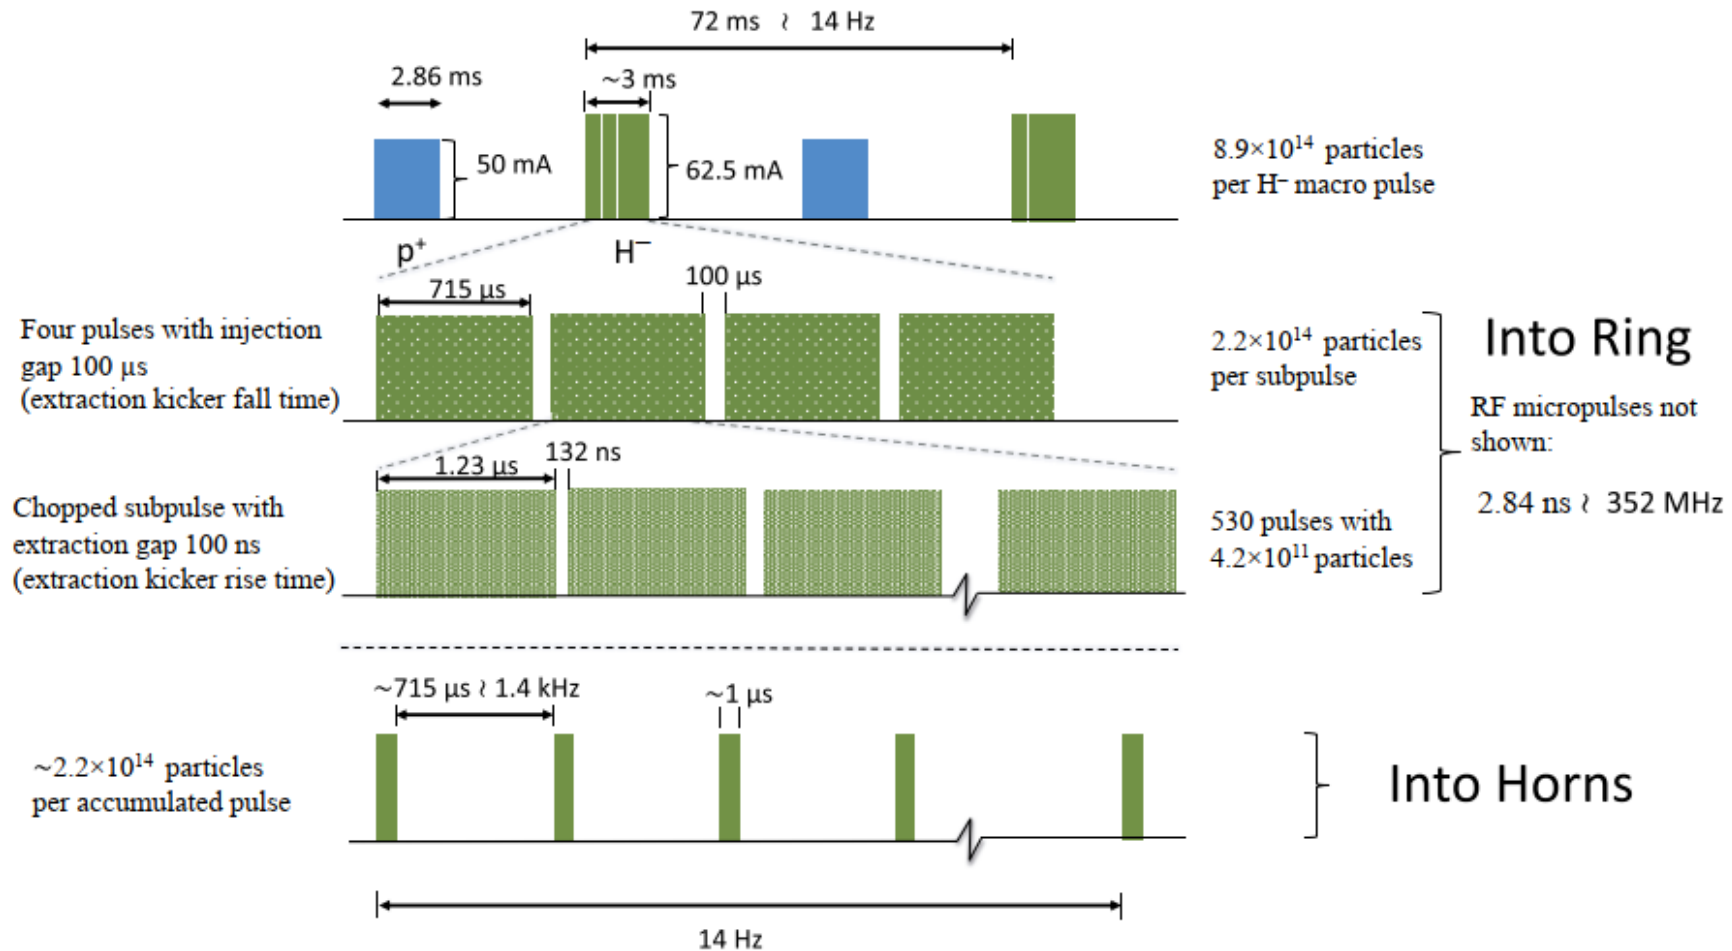 72 ms ≀ 14 Hz
2.86 ms
~3 ms
50 mA
62.5 mA
8.9×10¹⁴ particles
per H⁻ macro pulse
p⁺
H⁻
715 μs
100 μs
Four pulses with injection
gap 100 μs
(extraction kicker fall time)
2.2×10¹⁴ particles
per subpulse
Into Ring
RF micropulses not
shown:
2.84 ns ≀ 352 MHz
1.23 μs
132 ns
Chopped subpulse with
extraction gap 100 ns
(extraction kicker rise time)
530 pulses with
4.2×10¹¹ particles
~715 μs ≀ 1.4 kHz
~1 μs
~2.2×10¹⁴ particles
per accumulated pulse
Into Horns
14 Hz